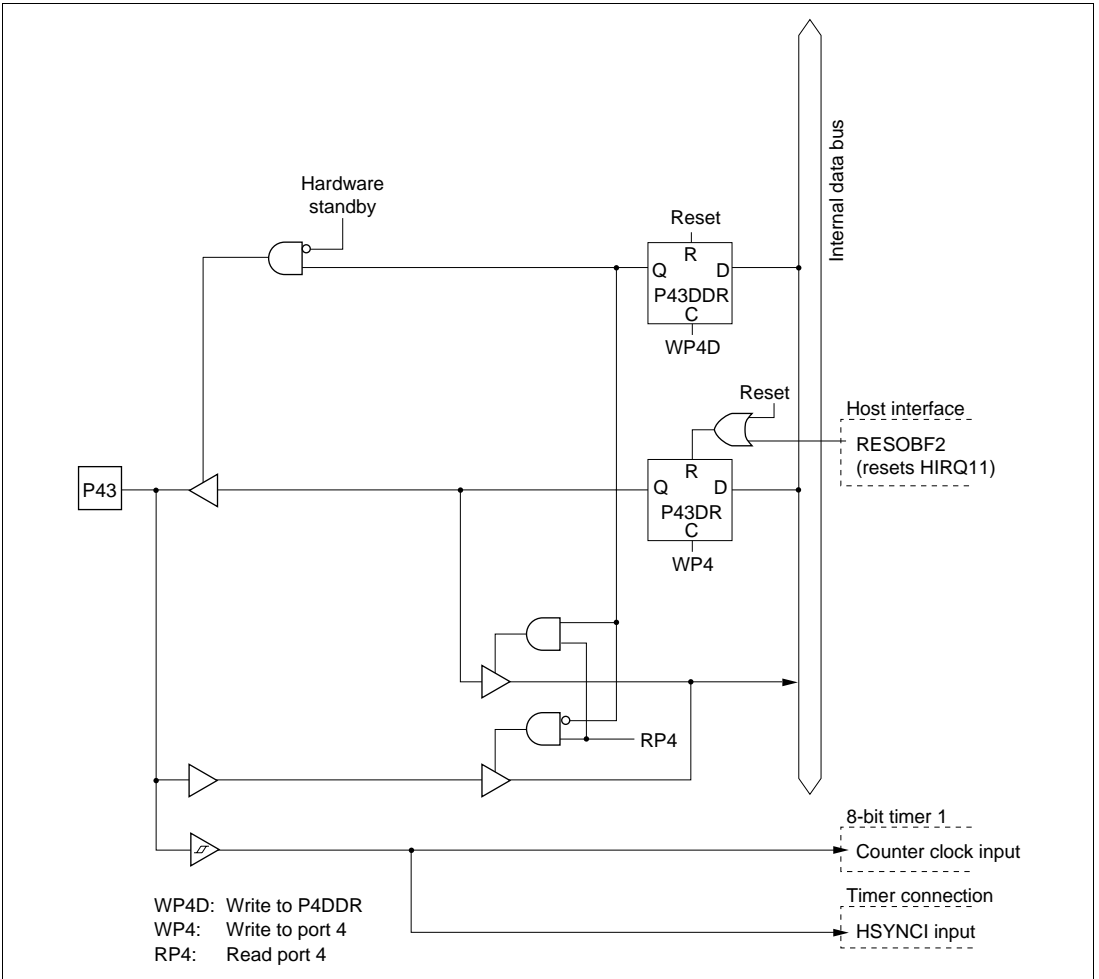 Hardware
standby
Internal data bus
Reset
R
Q D
P43DDR
C
WP4D
Reset
Host interface
RESOBF2
(resets HIRQ11)
R
P43
Q D
P43DR
C
WP4
RP4
8-bit timer 1
Counter clock input
Timer connection
HSYNCI input
WP4D: Write to P4DDR
WP4: Write to port 4
RP4: Read port 4